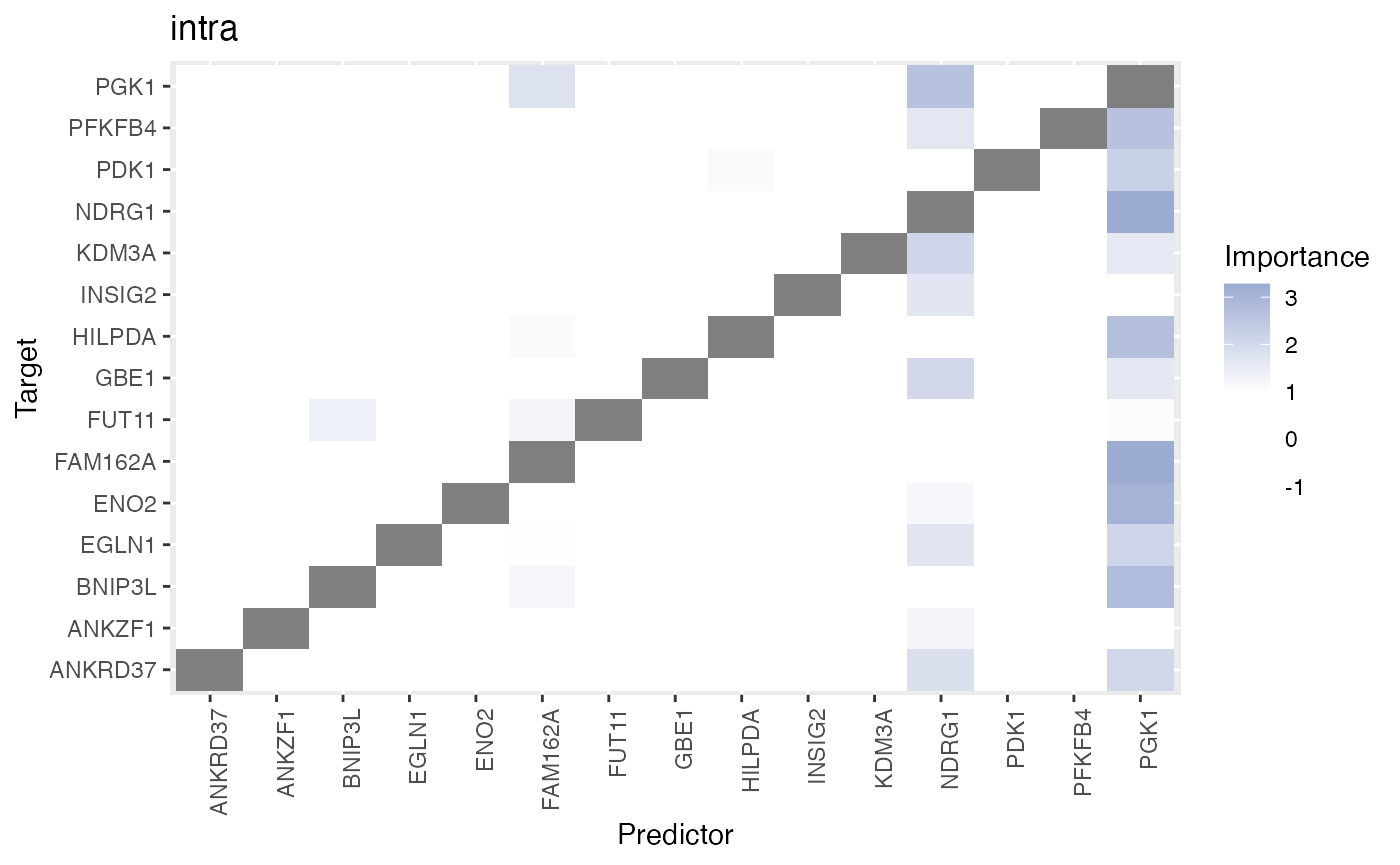 intra
PGK1
PFKFB4
PDK1
NDRG1
KDM3A
INSIG2
HILPDA
GBE1
FUT11
FAM162A
ENO2
EGLN1
BNIP3L
ANKZF1
ANKRD37
Target
ANKRD37
ANKZF1
BNIP3L
EGLN1
ENO2
FAM162A
FUT11
GBE1
HILPDA
INSIG2
KDM3A
NDRG1
PDK1
PFKFB4
PGK1
Predictor
Importance
3
2
1
0
-1